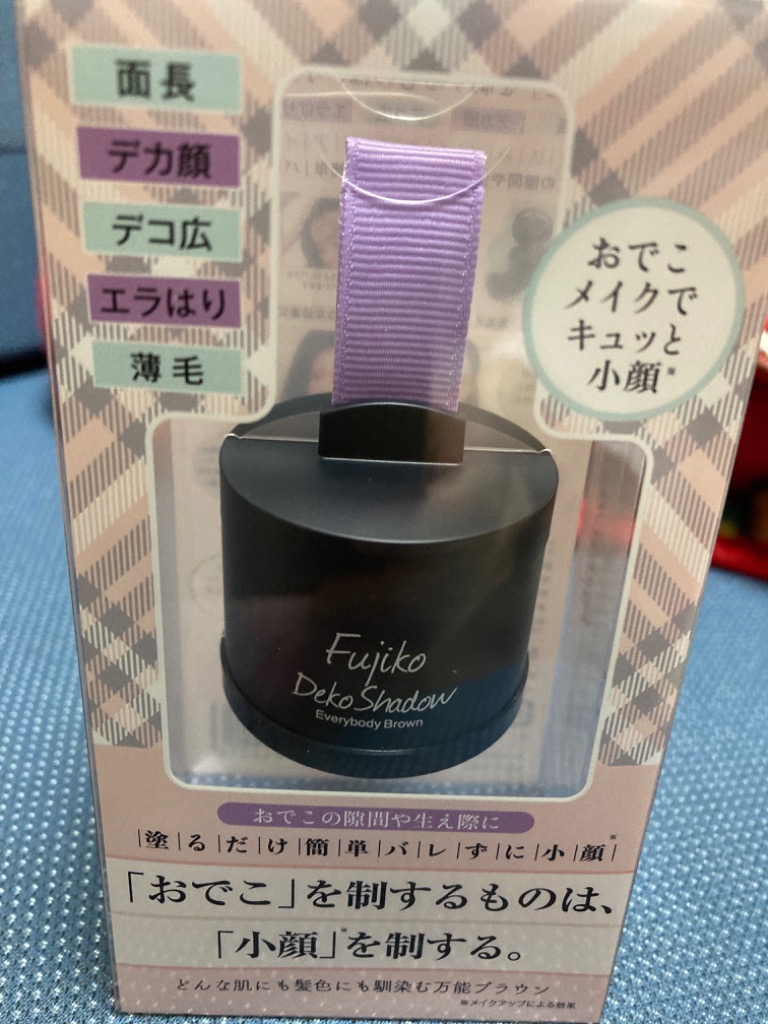 面長
デカ顔
デコ広
エラはり
薄毛
おでこ
メイクで
キュッと
小顔※
Fujiko
Deko Shadow
Everybody Brown
おでこの隙間や生え際に
|塗|る|だ|け|簡|単|バ|レ|ず|に|小|顔|※
「おでこ」を制するものは、
「小顔」※を制する。
どんな肌にも髪色にも馴染む万能ブラウン
※メイクアップによる効果